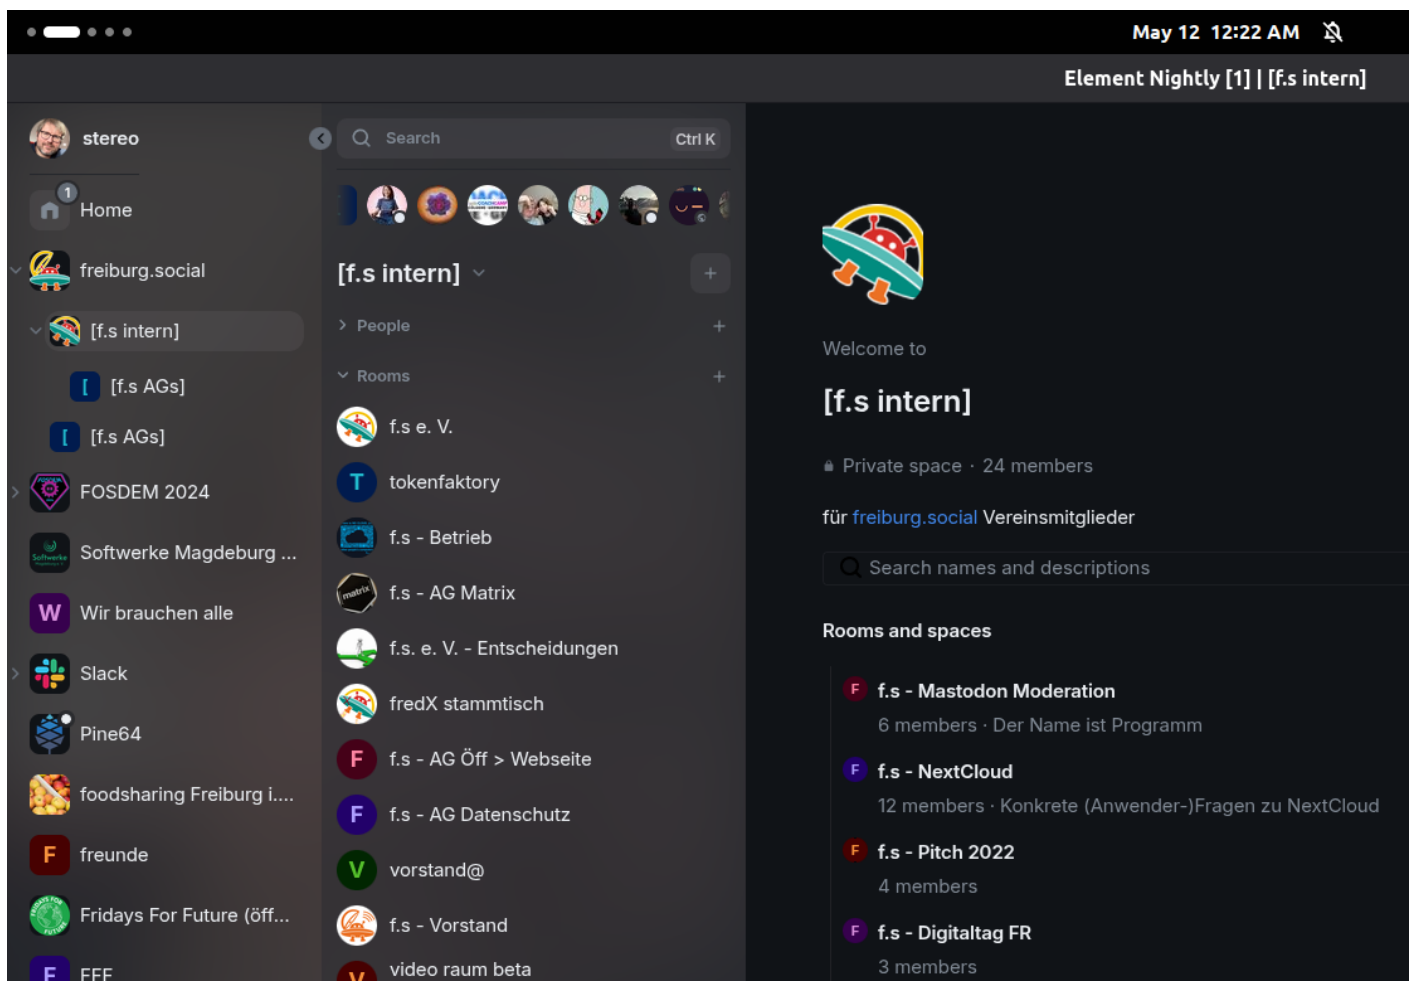 May 12 12:22 AM
Element Nightly [1] | [f.s intern]
stereo
1
Home
freiburg.social
[f.s intern]
[ [f.s AGs]
[ [f.s AGs]
FOSDEM 2024
Softwerke Magdeburg ...
W Wir brauchen alle
Slack
Pine64
foodsharing Freiburg i....
F freunde
Fridays For Future (öff...
F FFF
Search Ctrl K
[f.s intern]
People
Rooms
f.s e. V.
T tokenfaktory
f.s - Betrieb
matrix f.s - AG Matrix
f.s. e. V. - Entscheidungen
fredX stammtisch
F f.s - AG Öff > Webseite
F f.s - AG Datenschutz
V vorstand@
f.s - Vorstand
V video raum beta
Welcome to
[f.s intern]
Private space · 24 members
für freiburg.social Vereinsmitglieder
Search names and descriptions
Rooms and spaces
F f.s - Mastodon Moderation
6 members · Der Name ist Programm
F f.s - NextCloud
12 members · Konkrete (Anwender-)Fragen zu NextCloud
F f.s - Pitch 2022
4 members
F f.s - Digitaltag FR
3 members